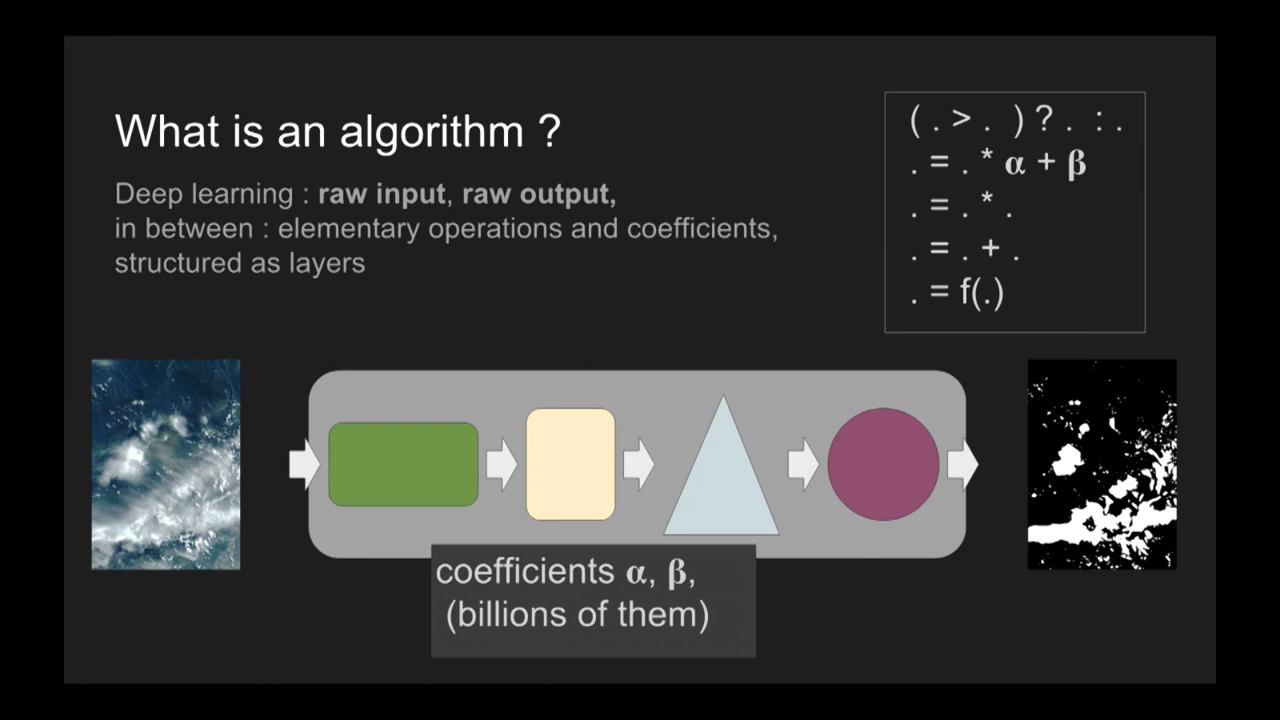 What is an algorithm ?
Deep learning : raw input, raw output,
in between : elementary operations and coefficients,
structured as layers
( . > . ) ? . : .
. = . * α + β
. = . * .
. = . + .
. = f(.)
coefficients α, β,
(billions of them)